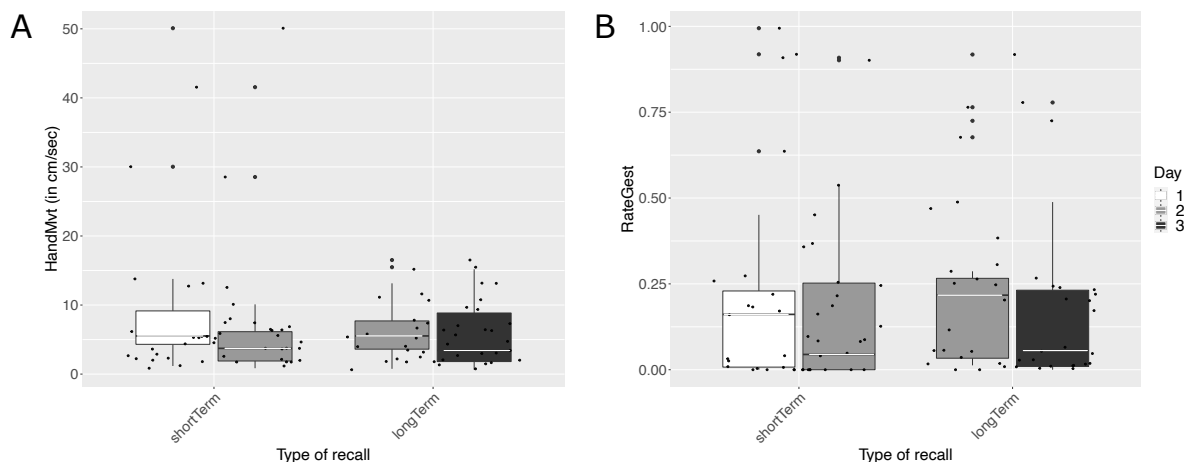 A
HandMvt (in cm/sec)
50
40
30
20
10
0
shortTerm
longTerm
Type of recall
B
RateGest
1.00
0.75
0.50
0.25
0.00
shortTerm
longTerm
Type of recall
Day
1
2
3